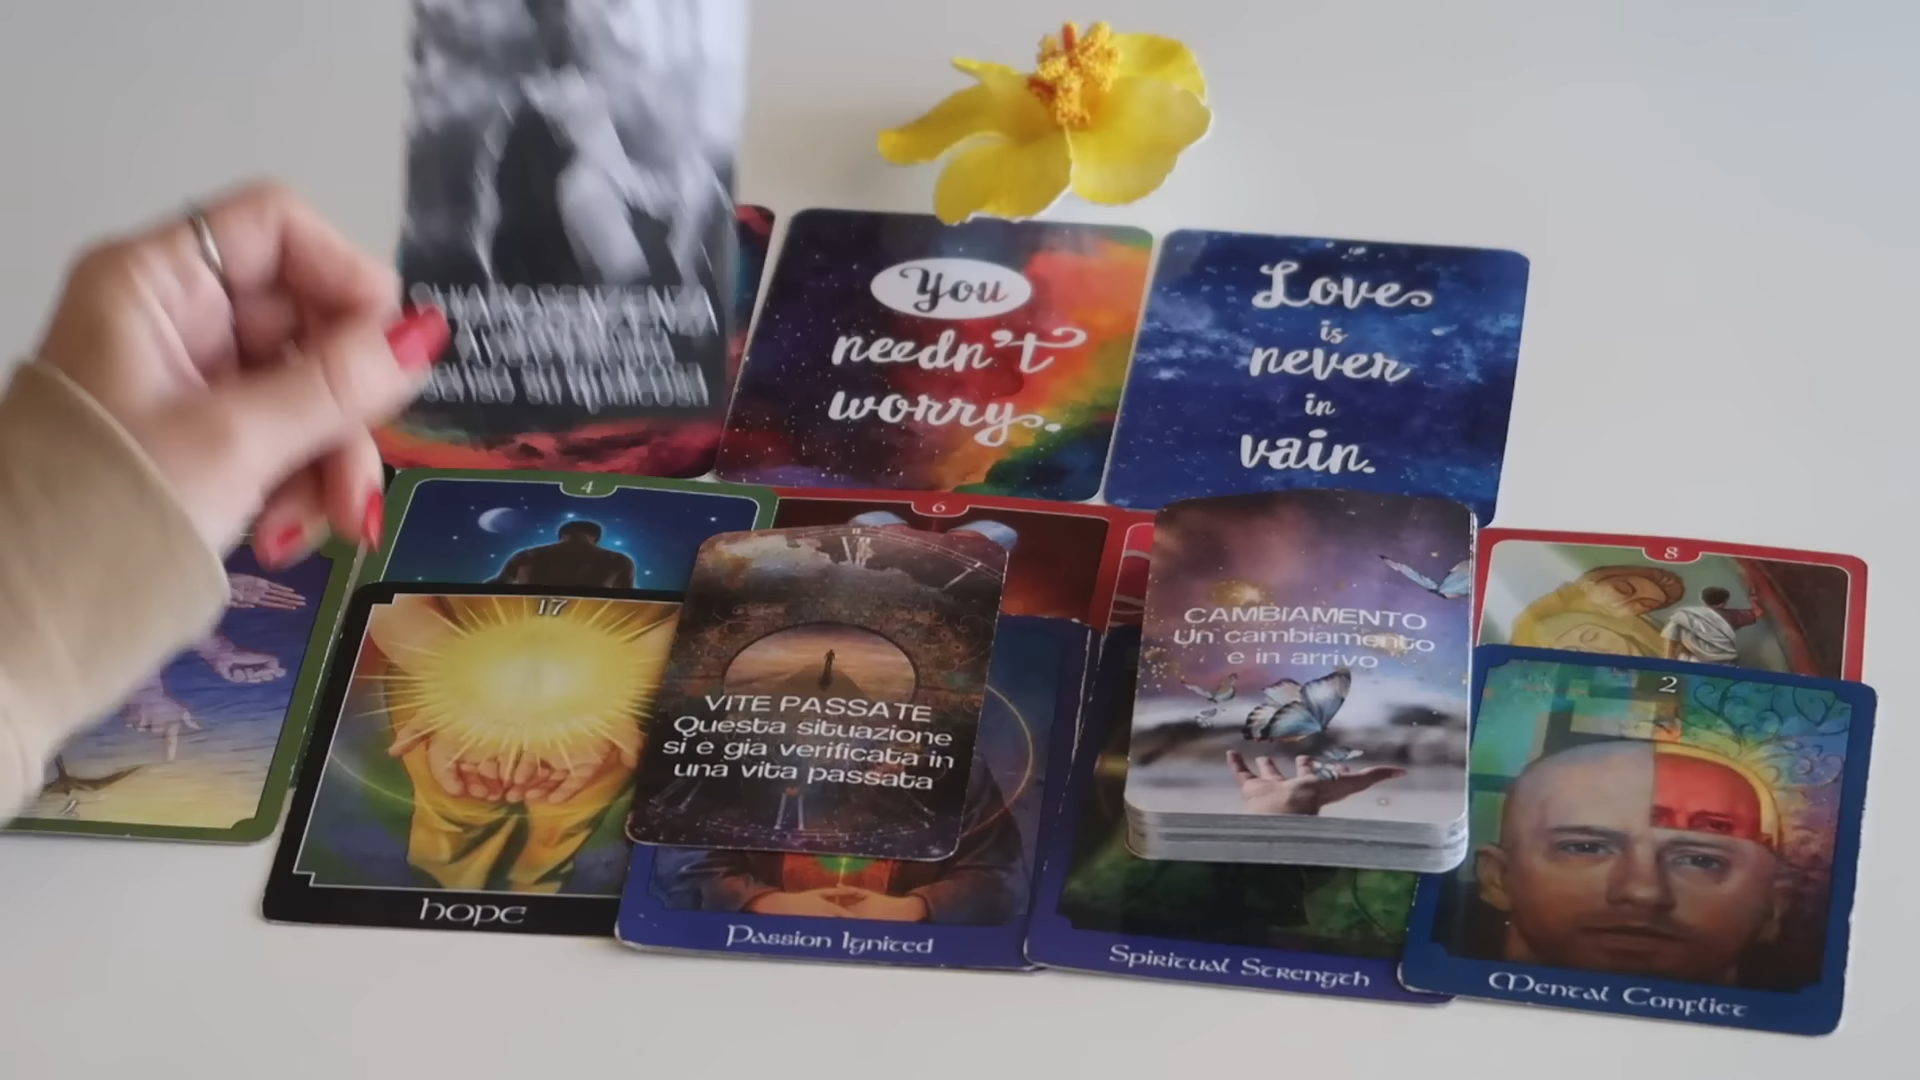 You
needn't
worry.
Love
is
never
in
vain.
4
6
8
CAMBIAMENTO
Un cambiamento
e in arrivo
17
VITE PASSATE
Questa situazione
si e gia verificata in
una vita passata
2
hope
Passion Ignited
Spiritual Strength
Mental Conflict